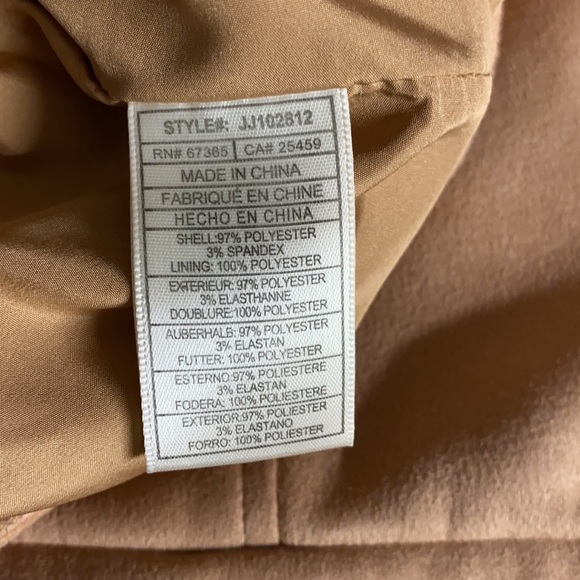 STYLE#: JJ102812
RN# 67365 CA# 25459
MADE IN CHINA
FABRIQUÉ EN CHINE
HECHO EN CHINA
SHELL:97% POLYESTER
3% SPANDEX
LINING: 100% POLYESTER
EXTERIEUR: 97% POLYESTER
3% ELASTHANNE
DOUBLURE:100% POLYESTER
AUBERHALB: 97% POLYESTER
3% ELASTAN
FUTTER: 100% POLYESTER
ESTERNO:97% POLIESTERE
3% ELASTAN
FODERA: 100% POLIESTERE
EXTERIOR:97% POLIESTER
3% ELASTANO
FORRO: 100% POLIESTER